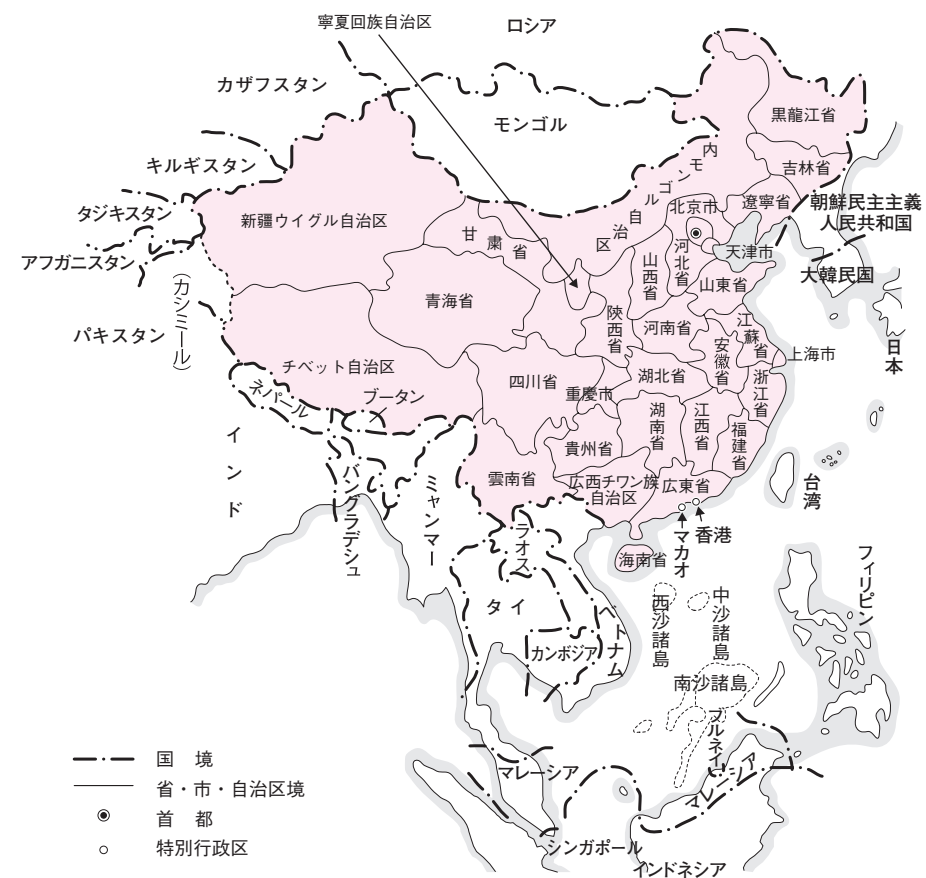 寧夏回族自治区
ロシア
カザフスタン
モンゴル
キルギスタン
タジキスタン
アフガニスタン
(カシミール)
パキスタン
黒龍江省
吉林省
遼寧省
内モンゴル自治区
北京市
天津市
朝鮮民主主義
人民共和国
大韓民国
日本
新疆ウイグル自治区
甘粛省
青海省
チベット自治区
山西省
河北省
山東省
陝西省
河南省
江蘇省
安徽省
上海市
四川省
重慶市
湖北省
浙江省
湖南省
江西省
福建省
貴州省
雲南省
広西チワン族
自治区
広東省
海南省
香港
マカオ
台湾
ネパール
ブータン
インド
バングラデシュ
ミャンマー
ラオス
タイ
ベトナム
カンボジア
西沙諸島
中沙諸島
南沙諸島
フィリピン
ブルネイ
マレーシア
マレーシア
シンガポール
インドネシア
国 境
省・市・自治区境
首 都
特別行政区